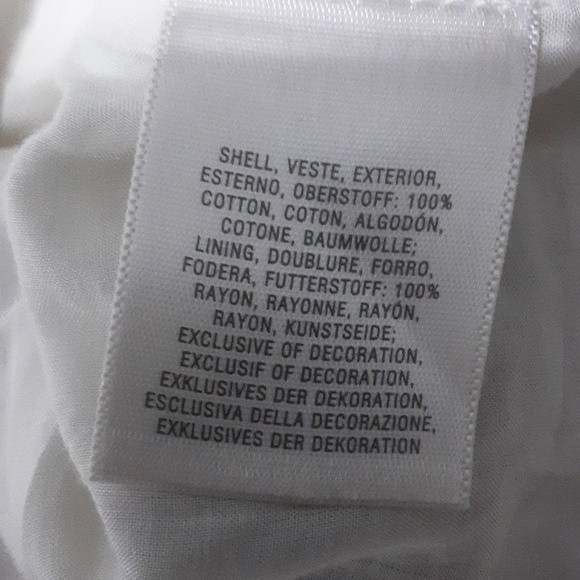 SHELL, VESTE, EXTERIOR,
ESTERNO, OBERSTOFF: 100%
COTTON, COTON, ALGODÓN,
COTONE, BAUMWOLLE;
LINING, DOUBLURE, FORRO,
FODERA, FUTTERSTOFF: 100%
RAYON, RAYONNE, RAYÓN,
RAYON, KUNSTSEIDE;
EXCLUSIVE OF DECORATION,
EXCLUSIF OF DECORATION,
EXKLUSIVES DER DEKORATION,
ESCLUSIVA DELLA DECORAZIONE,
EXKLUSIVES DER DEKORATION